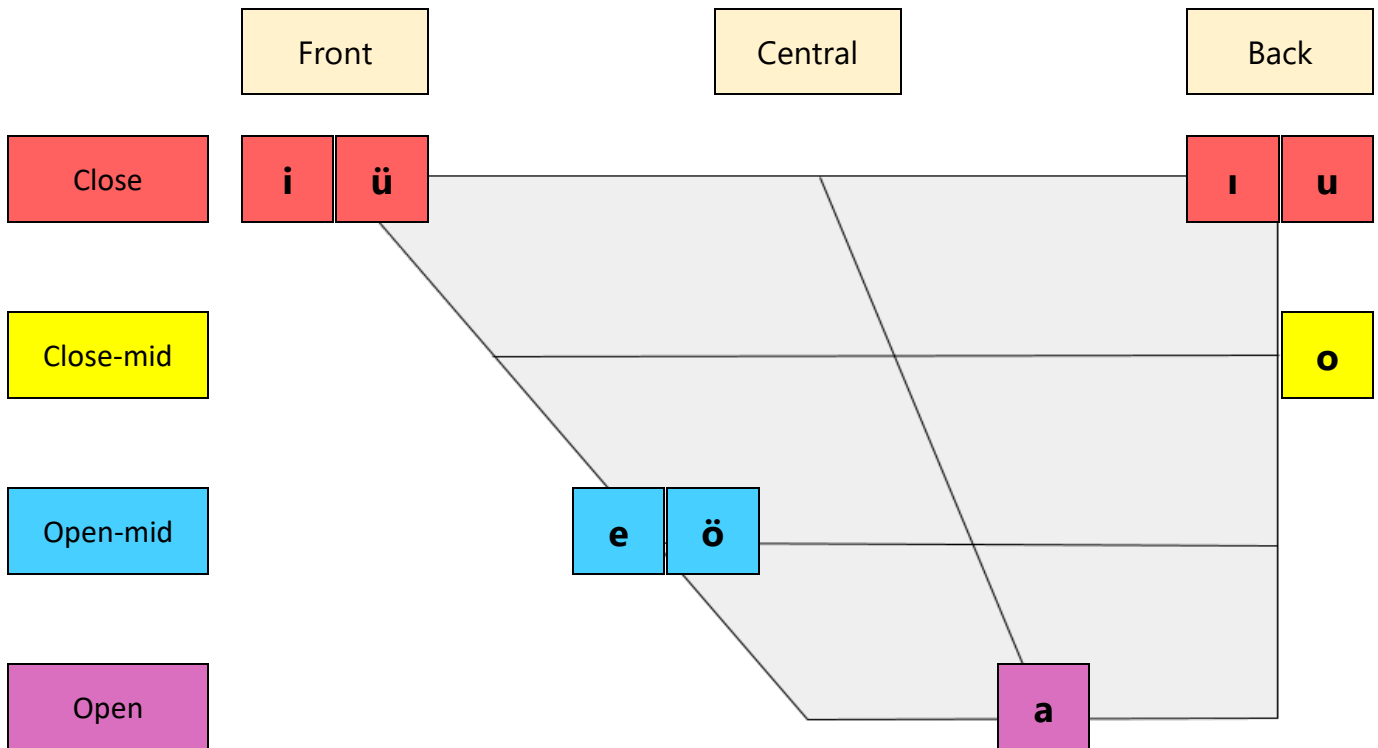 Front Central Back
Close i ü ı u
Close-mid o
Open-mid e ö
Open a